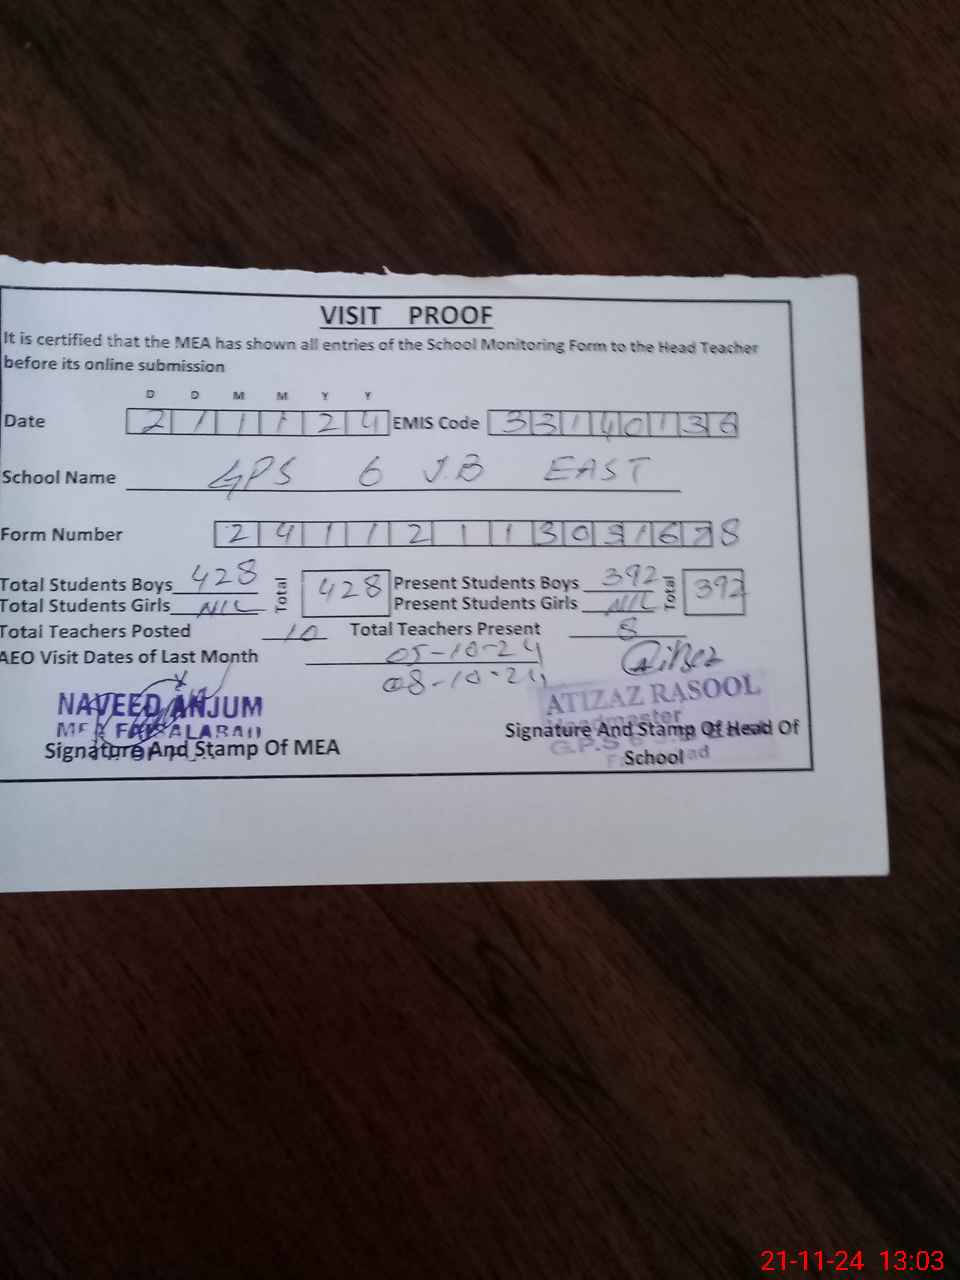 VISIT PROOF
It is certified that the MEA has shown all entries of the School Monitoring Form to the Head Teacher
before its online submission
D D M M Y Y
Date 2 1 1 1 2 4 EMIS Code 3 3 1 4 0 1 3 6
School Name GPS 6 J.B EAST
Form Number 2 4 1 1 2 1 1 3 0
Total Students Boys 428 Total 428 Present Students Boys 392 Total 392
Total Students Girls NIL Present Students Girls NIL
Total Teachers Posted 10 Total Teachers Present 8
AEO Visit Dates of Last Month 05-10-24
08-10-24
NAVEED ANJUM
MEA FAISALABAD
Signature And Stamp Of MEA
ATIZAZ RASOOL
Headmaster
G.P.S
Signature And Stamp Of Head Of
School
21-11-24 13:03